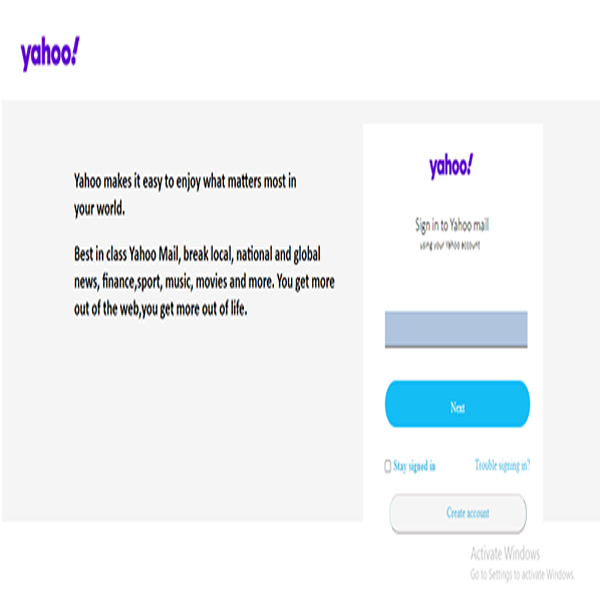 yahoo!
Yahoo makes it easy to enjoy what matters most in
your world.
Best in class Yahoo Mail, break local, national and global
news, finance,sport, music, movies and more. You get more
out of the web,you get more out of life.
yahoo!
Sign in to Yahoo mail
using your Yahoo account
Next
Stay signed in
Trouble signing in?
Create account
Activate Windows
Go to Settings to activate Windows.